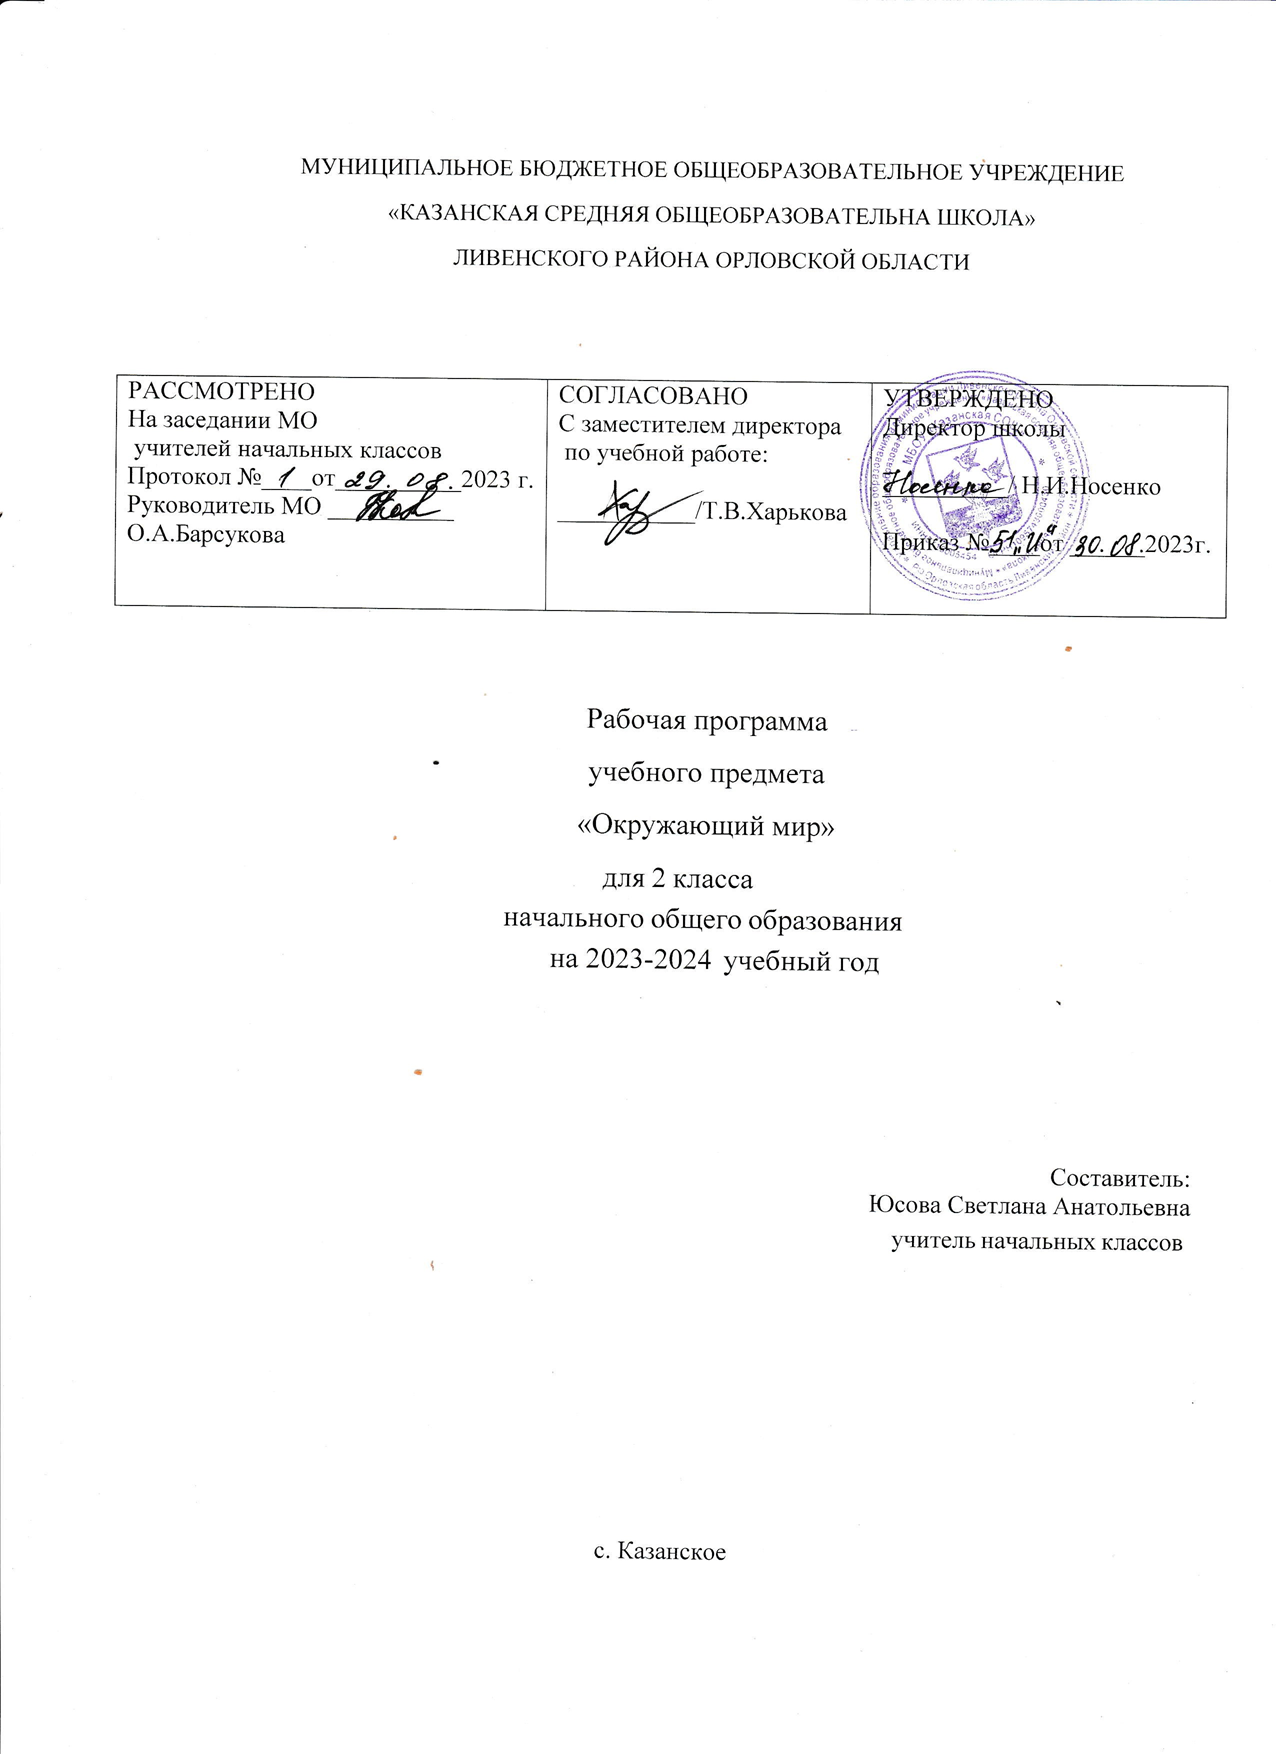 МУНИЦИПАЛЬНОЕ БЮДЖЕТНОЕ ОБЩЕОБРАЗОВАТЕЛЬНОЕ УЧРЕЖДЕНИЕ
«КАЗАНСКАЯ СРЕДНЯЯ ОБЩЕОБРАЗОВАТЕЛЬНА ШКОЛА»
ЛИВЕНСКОГО РАЙОНА ОРЛОВСКОЙ ОБЛАСТИ
РАССМОТРЕНО
На заседании МО
учителей начальных классов
Протокол № 1 от 29. 08. 2023 г.
Руководитель МО
О.А.Барсукова
СОГЛАСОВАНО
С заместителем директора
по учебной работе:
/Т.В.Харькова
УТВЕРЖДЕНО
Директор школы
Носенко / Н.И.Носенко
Приказ № 51 „И“ от 30. 08.2023г.
Рабочая программа
учебного предмета
«Окружающий мир»
для 2 класса
начального общего образования
на 2023-2024 учебный год
Составитель:
Юсова Светлана Анатольевна
учитель начальных классов
с. Казанское